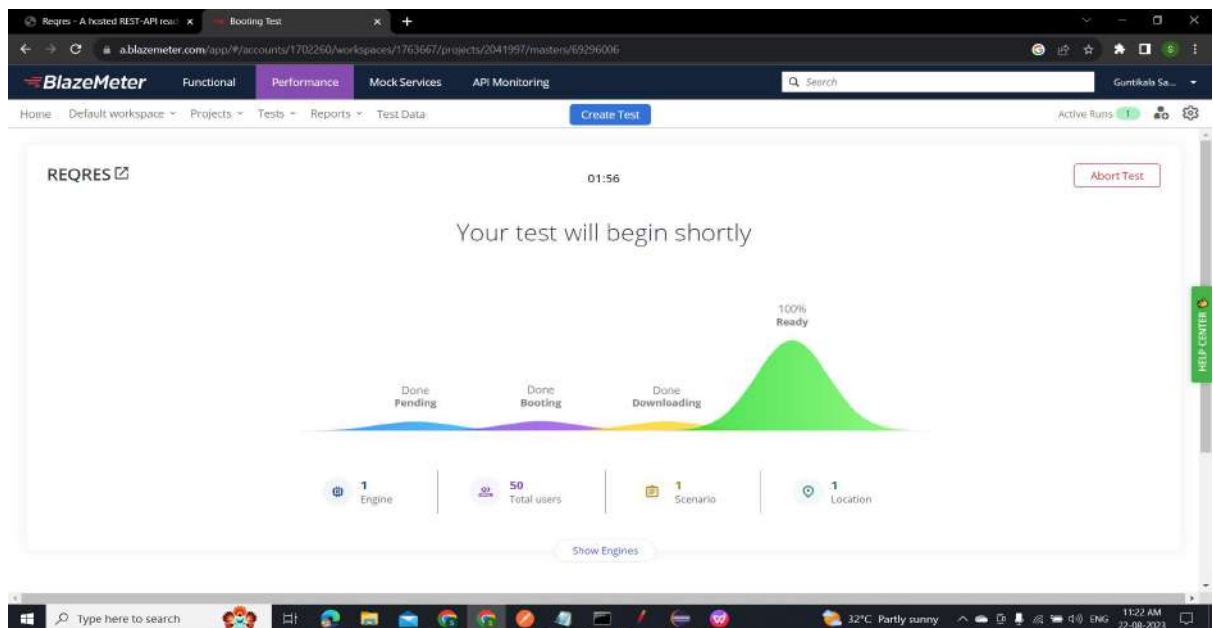 Reqres - A hosted REST-API read
Booting Test
a.blazemeter.com/app/#/accounts/1702260/workspaces/1763667/projects/2041997/masters/69296006
BlazeMeter Functional Performance Mock Services API Monitoring Search Guntikala Sa...
Home Default workspace Projects Tests Reports Test Data Create Test Active Runs 1
REQRES 01:56 Abort Test
Your test will begin shortly
100%
Ready
Done Done Done
Pending Booting Downloading
1 50 1 1
Engine Total users Scenario Location
Show Engines
HELP CENTER
Type here to search 32°C Partly sunny ENG 11:22 AM
22-08-2023